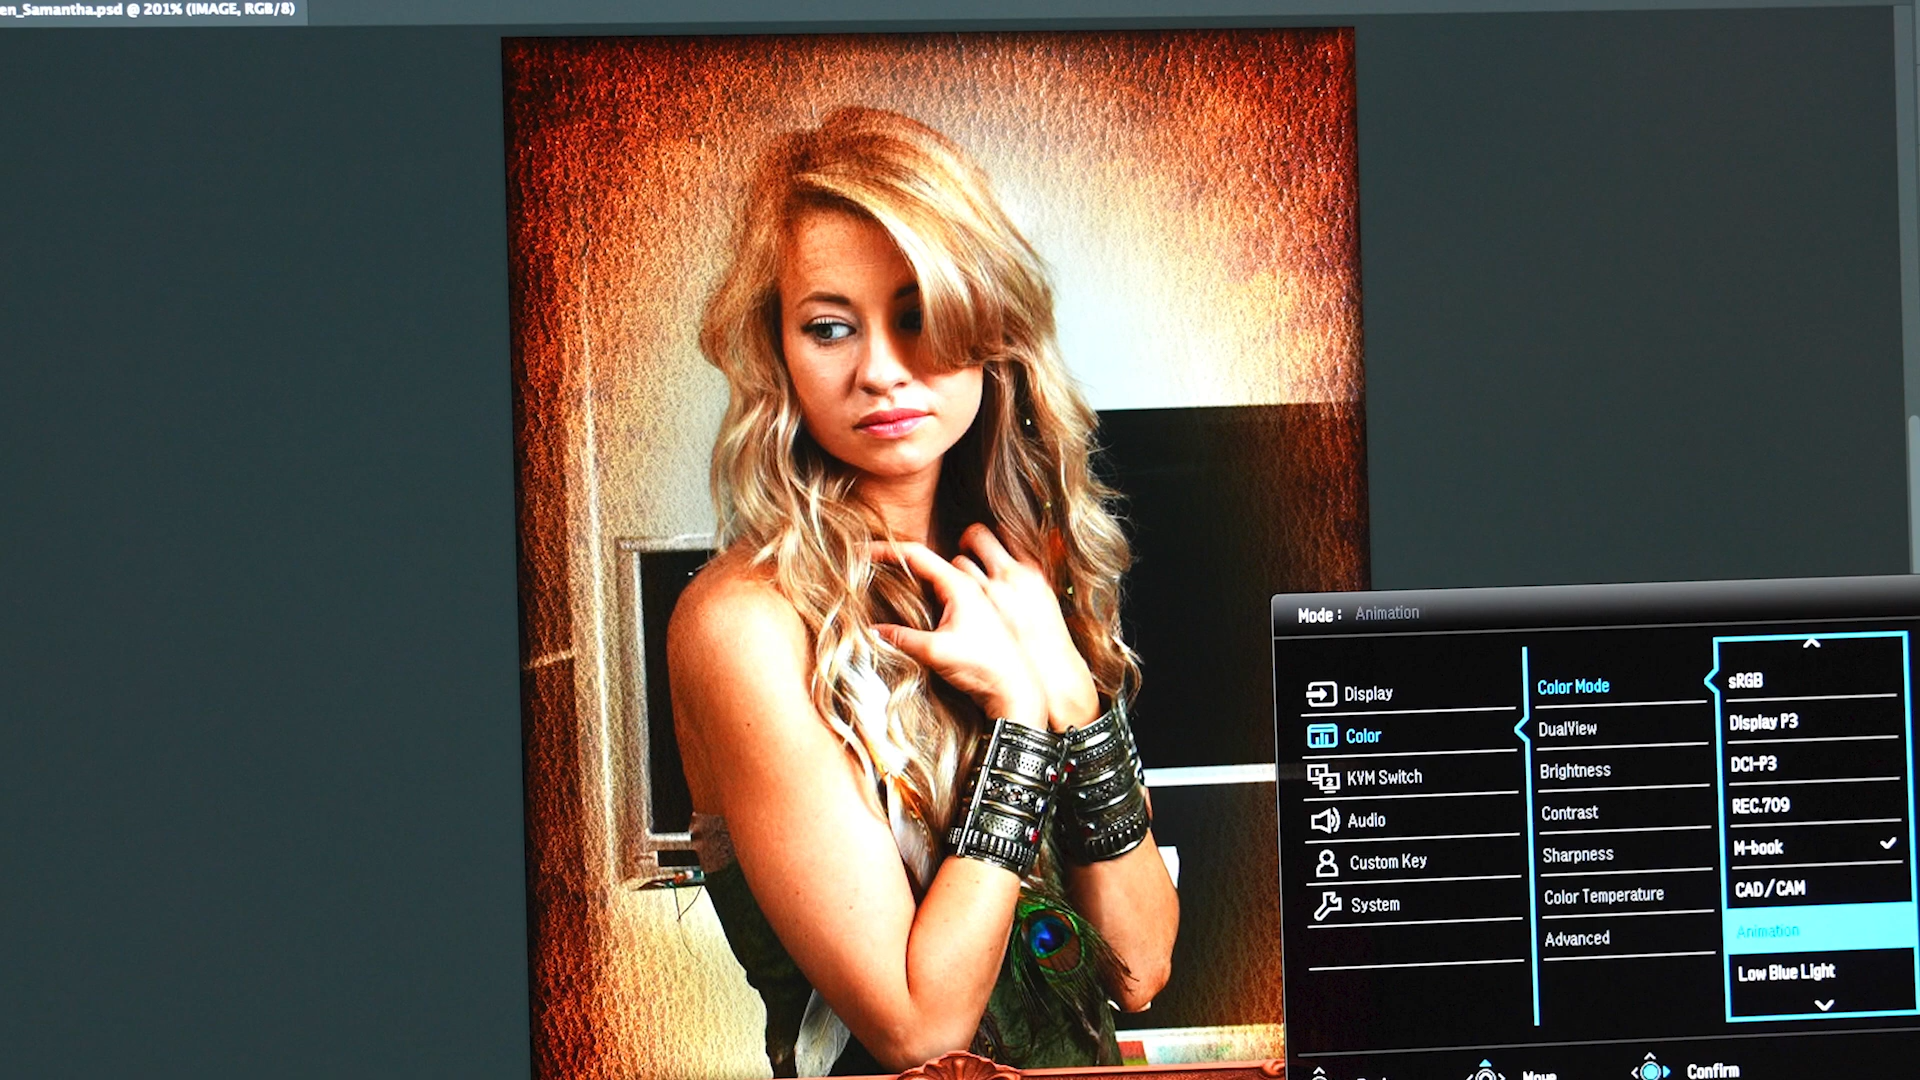 en_Samantha.psd @ 201% (IMAGE, RGB/8)
Mode : Animation
Display
Color
KVM Switch
Audio
Custom Key
System
Color Mode
DualView
Brightness
Contrast
Sharpness
Color Temperature
Advanced
sRGB
Display P3
DCI-P3
REC.709
M-book
CAD/CAM
Animation
Low Blue Light
Move
Confirm